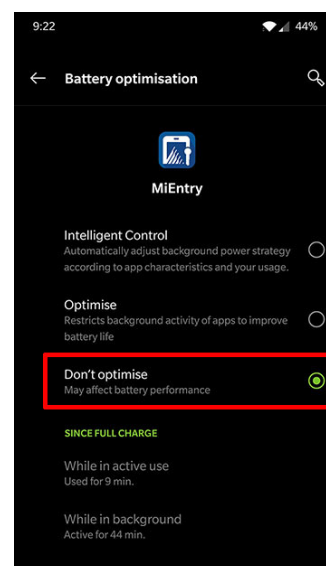 9:22
44%
Battery optimisation
MiEntry
Intelligent Control
Automatically adjust background power strategy
according to app characteristics and your usage.
Optimise
Restricts background activity of apps to improve
battery life
Don't optimise
May affect battery performance
SINCE FULL CHARGE
While in active use
Used for 9 min.
While in background
Active for 44 min.